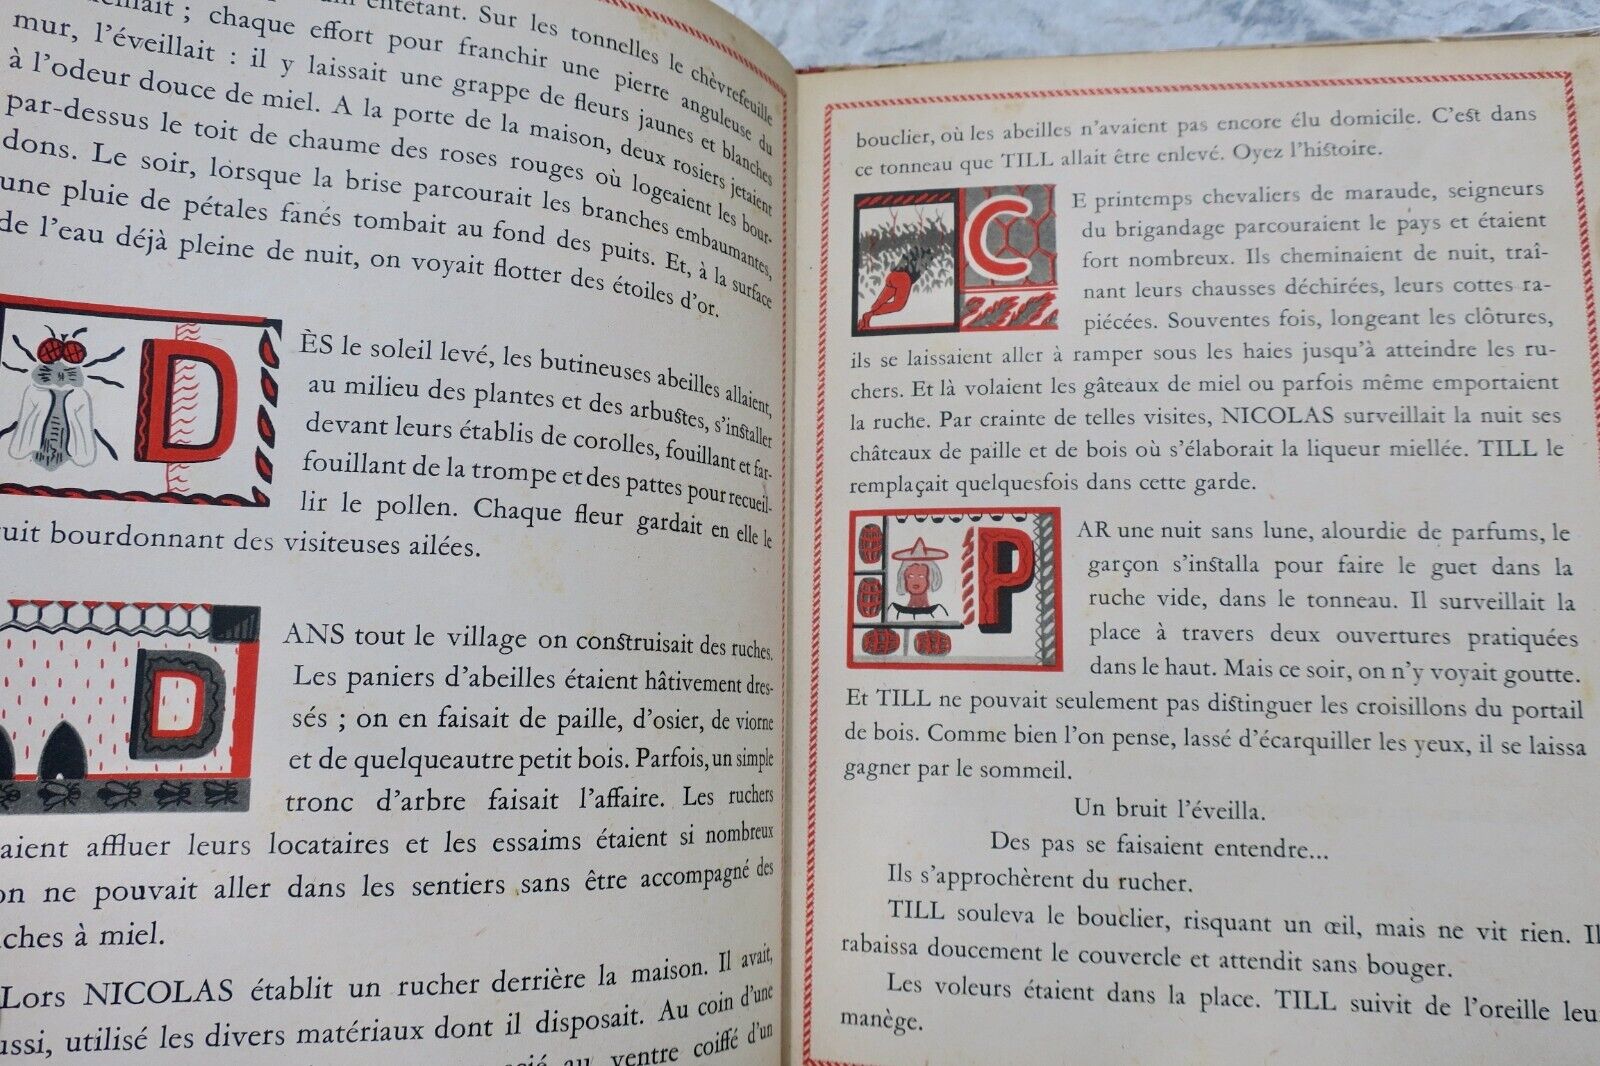 entêtant. Sur les tonnelles le chèvrefeuille
; chaque effort pour franchir une pierre anguleuse du
mur, l'éveillait : il y laissait une grappe de fleurs jaunes et blanches
à l'odeur douce de miel. A la porte de la maison, deux rosiers jetaient
par-dessus le toit de chaume des roses rouges où logeaient les bour-
dons. Le soir, lorsque la brise parcourait les branches embaumantes,
une pluie de pétales fanés tombait au fond des puits. Et, à la surface
de l'eau déjà pleine de nuit, on voyait flotter des étoiles d'or.
DÈS le soleil levé, les butineuses abeilles allaient,
au milieu des plantes et des arbustes, s'installer
devant leurs établis de corolles, fouillant et far-
fouillant de la trompe et des pattes pour recueil-
lir le pollen. Chaque fleur gardait en elle le
ruit bourdonnant des visiteuses ailées.
DANS tout le village on construisait des ruches.
Les paniers d'abeilles étaient hâtivement dres-
sés ; on en faisait de paille, d'osier, de viorne
et de quelqueautre petit bois. Parfois, un simple
tronc d'arbre faisait l'affaire. Les ruchers
aient affluer leurs locataires et les essaims étaient si nombreux
on ne pouvait aller dans les sentiers sans être accompagné des
ches à miel.
Lors NICOLAS établit un rucher derrière la maison. Il avait,
ussi, utilisé les divers matériaux dont il disposait. Au coin d'une
au ventre coiffé d'un
bouclier, où les abeilles n'avaient pas encore élu domicile. C'est dans
ce tonneau que TILL allait être enlevé. Oyez l'histoire.
CE printemps chevaliers de maraude, seigneurs
du brigandage parcouraient le pays et étaient
fort nombreux. Ils cheminaient de nuit, traî-
nant leurs chausses déchirées, leurs cottes ra-
piécées. Souventes fois, longeant les clôtures,
ils se laissaient aller à ramper sous les haies jusqu'à atteindre les ru-
chers. Et là volaient les gâteaux de miel ou parfois même emportaient
la ruche. Par crainte de telles visites, NICOLAS surveillait la nuit ses
châteaux de paille et de bois où s'élaborait la liqueur miellée. TILL le
remplaçait quelquesfois dans cette garde.
PAR une nuit sans lune, alourdie de parfums, le
garçon s'installa pour faire le guet dans la
ruche vide, dans le tonneau. Il surveillait la
place à travers deux ouvertures pratiquées
dans le haut. Mais ce soir, on n'y voyait goutte.
Et TILL ne pouvait seulement pas distinguer les croisillons du portail
de bois. Comme bien l'on pense, lassé d'écarquiller les yeux, il se laissa
gagner par le sommeil.
Un bruit l'éveilla.
Des pas se faisaient entendre...
Ils s'approchèrent du rucher.
TILL souleva le bouclier, risquant un œil, mais ne vit rien. Il
rabaissa doucement le couvercle et attendit sans bouger.
Les voleurs étaient dans la place. TILL suivit de l'oreille leu
manège.